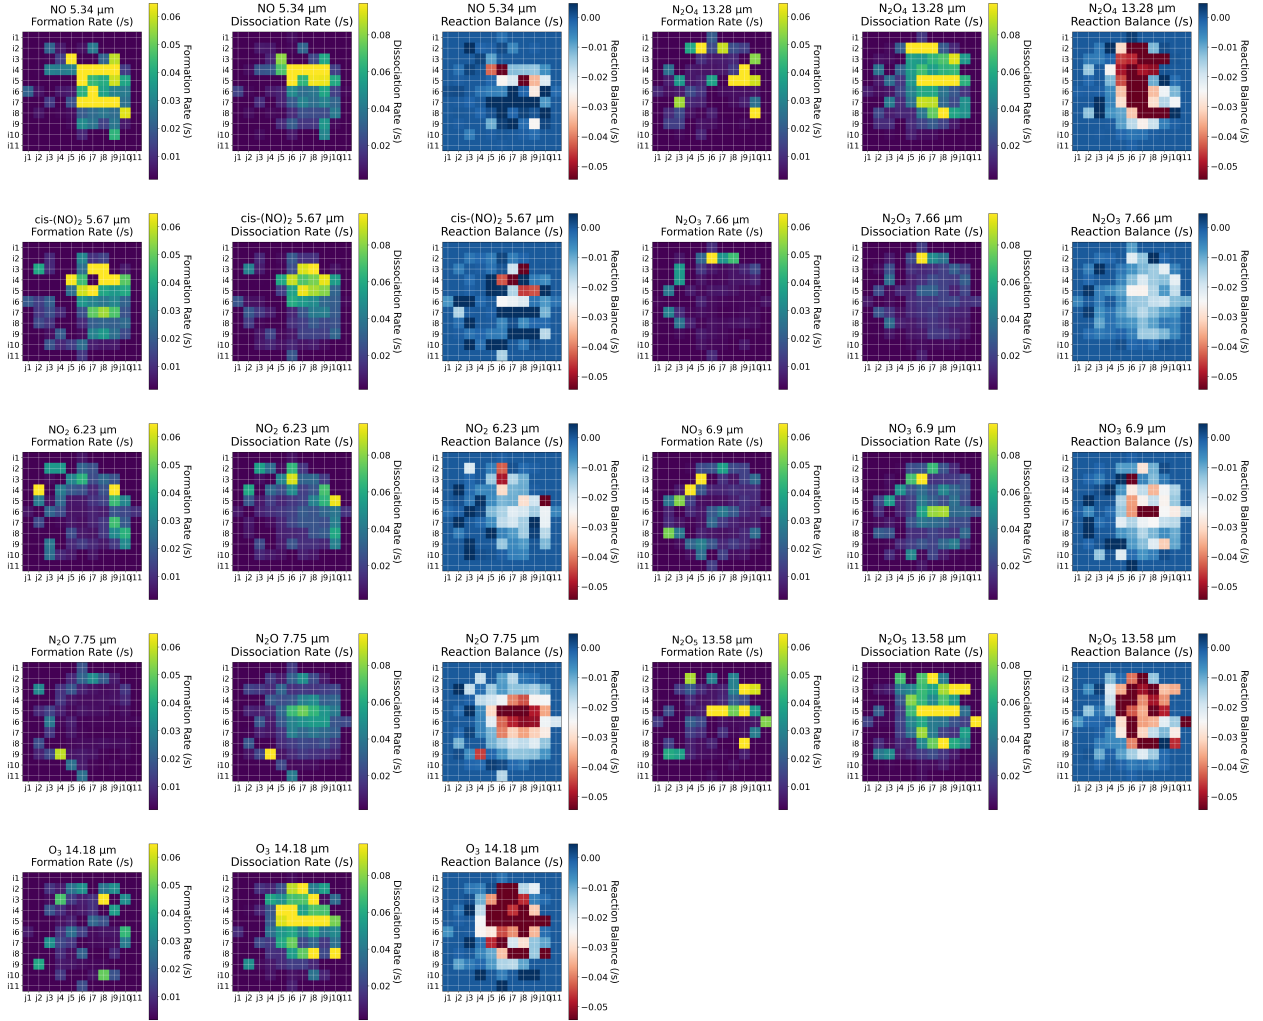 NO 5.34 μm
Formation Rate (/s)
NO 5.34 μm
Dissociation Rate (/s)
NO 5.34 μm
Reaction Balance (/s)
N₂O₄ 13.28 μm
Formation Rate (/s)
N₂O₄ 13.28 μm
Dissociation Rate (/s)
N₂O₄ 13.28 μm
Reaction Balance (/s)
i1
i2
i3
i4
i5
i6
i7
i8
i9
i10
i11
j1 j2 j3 j4 j5 j6 j7 j8 j9 j10 j11
0.06
0.05
0.04
0.03
0.02
0.01
Formation Rate (/s)
0.08
0.06
0.04
0.02
Dissociation Rate (/s)
0.00
−0.01
−0.02
−0.03
−0.04
−0.05
Reaction Balance (/s)
cis-(NO)₂ 5.67 μm
Formation Rate (/s)
cis-(NO)₂ 5.67 μm
Dissociation Rate (/s)
cis-(NO)₂ 5.67 μm
Reaction Balance (/s)
N₂O₃ 7.66 μm
Formation Rate (/s)
N₂O₃ 7.66 μm
Dissociation Rate (/s)
N₂O₃ 7.66 μm
Reaction Balance (/s)
NO₂ 6.23 μm
Formation Rate (/s)
NO₂ 6.23 μm
Dissociation Rate (/s)
NO₂ 6.23 μm
Reaction Balance (/s)
NO₃ 6.9 μm
Formation Rate (/s)
NO₃ 6.9 μm
Dissociation Rate (/s)
NO₃ 6.9 μm
Reaction Balance (/s)
N₂O 7.75 μm
Formation Rate (/s)
N₂O 7.75 μm
Dissociation Rate (/s)
N₂O 7.75 μm
Reaction Balance (/s)
N₂O₅ 13.58 μm
Formation Rate (/s)
N₂O₅ 13.58 μm
Dissociation Rate (/s)
N₂O₅ 13.58 μm
Reaction Balance (/s)
O₃ 14.18 μm
Formation Rate (/s)
O₃ 14.18 μm
Dissociation Rate (/s)
O₃ 14.18 μm
Reaction Balance (/s)